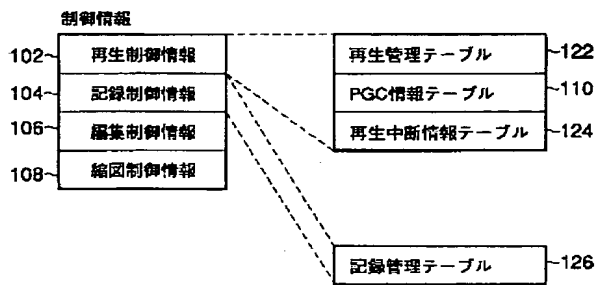 制御情報
102 再生制御情報
104 記録制御情報
106 編集制御情報
108 縮図制御情報
再生管理テーブル 122
PGC情報テーブル 110
再生中断情報テーブル 124
記録管理テーブル 126